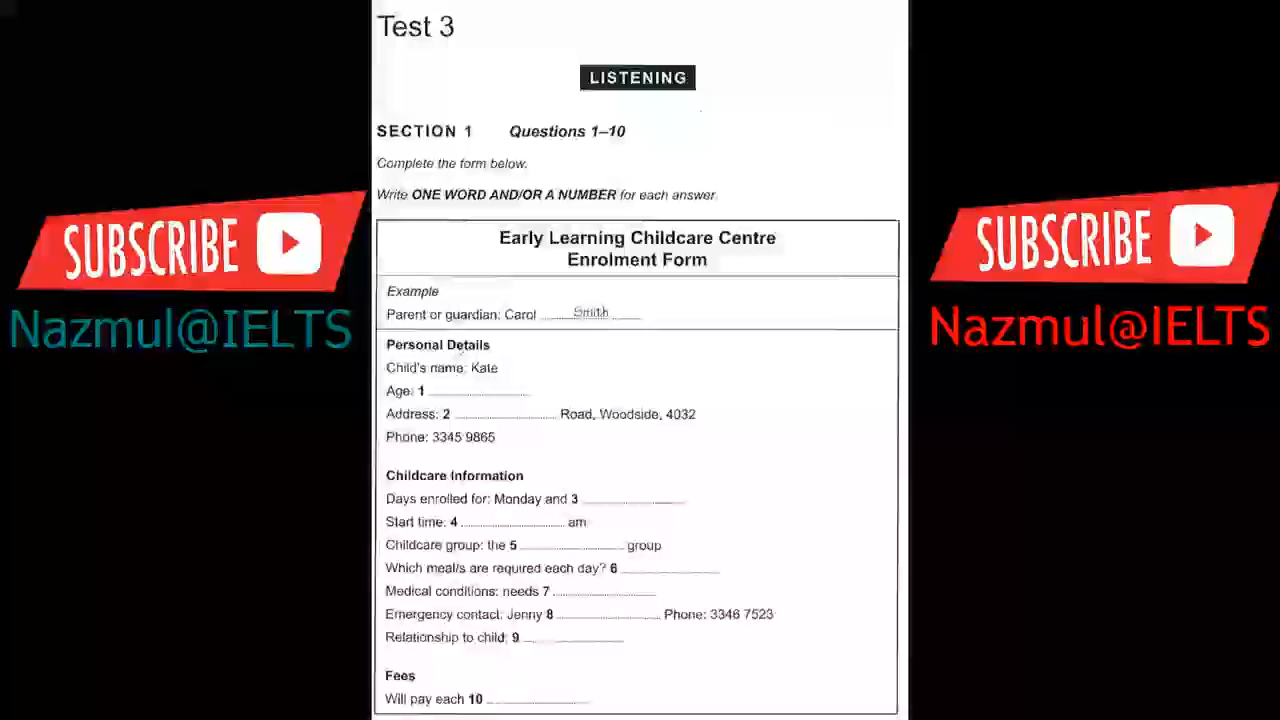 Test 3
LISTENING
SECTION 1 Questions 1–10
Complete the form below.
Write ONE WORD AND/OR A NUMBER for each answer.
Early Learning Childcare Centre
Enrolment Form
Example
Parent or guardian: Carol Smith
Personal Details
Child's name: Kate
Age: 1
Address: 2 Road, Woodside, 4032
Phone: 3345 9865
Childcare Information
Days enrolled for: Monday and 3
Start time: 4 am
Childcare group: the 5 group
Which meal/s are required each day? 6
Medical conditions: needs 7
Emergency contact: Jenny 8 Phone: 3346 7523
Relationship to child: 9
Fees
Will pay each 10
SUBSCRIBE
Nazmul@IELTS
SUBSCRIBE
Nazmul@IELTS